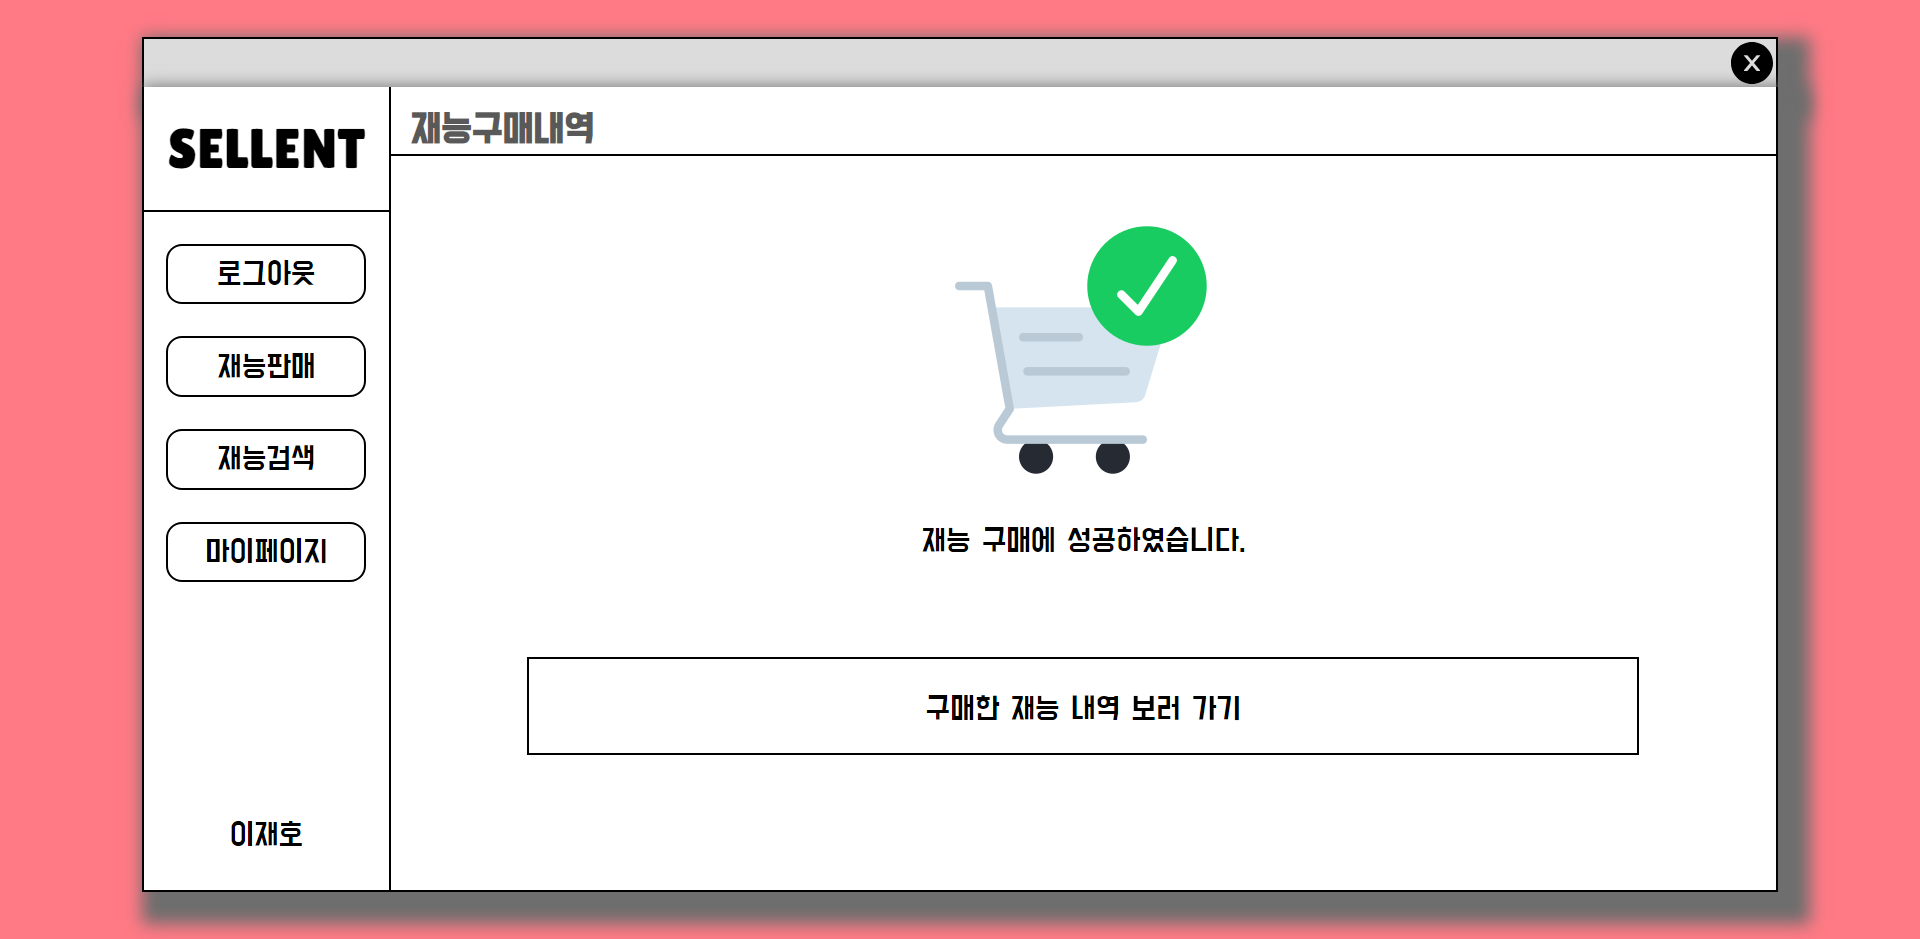 X
SELLENT
재능구매내역
로그아웃
재능판매
재능검색
마이페이지
재능 구매에 성공하였습니다.
구매한 재능 내역 보러 가기
이재호